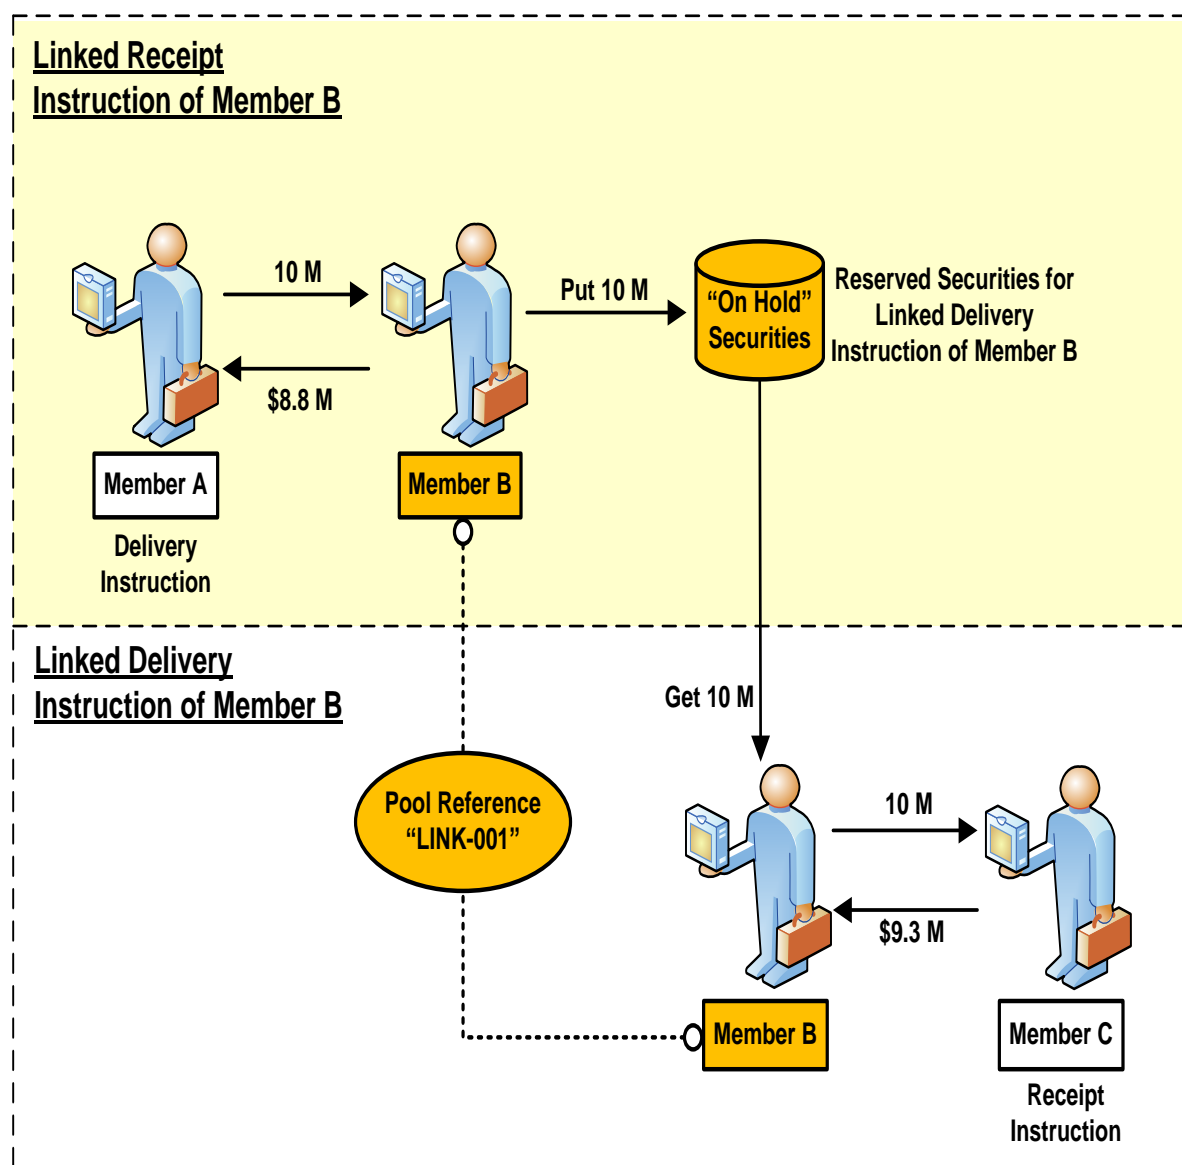 Linked Receipt
Instruction of Member B
10 M
$8.8 M
Put 10 M
“On Hold”
Securities
Reserved Securities for
Linked Delivery
Instruction of Member B
Member A
Member B
Delivery
Instruction
Linked Delivery
Instruction of Member B
Get 10 M
Pool Reference
“LINK-001”
10 M
$9.3 M
Member B
Member C
Receipt
Instruction